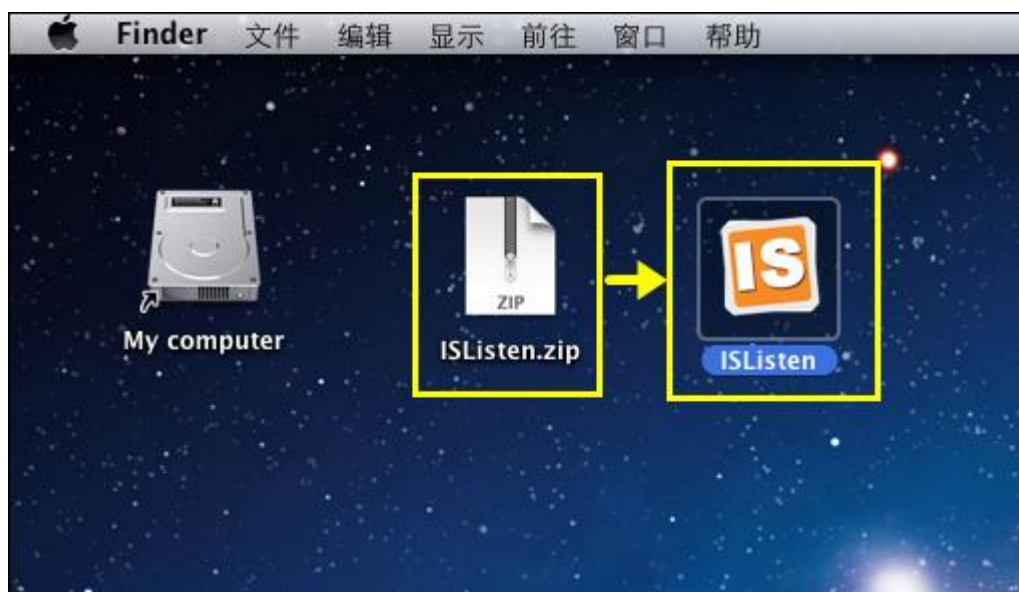 Finder 文件 编辑 显示 前往 窗口 帮助
IS
ZIP
My computer
ISListen.zip
ISListen